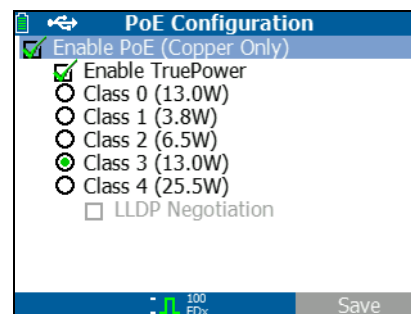 PoE Configuration
Enable PoE (Copper Only)
Enable TruePower
Class 0 (13.0W)
Class 1 (3.8W)
Class 2 (6.5W)
Class 3 (13.0W)
Class 4 (25.5W)
LLDP Negotiation
100
FDx
Save